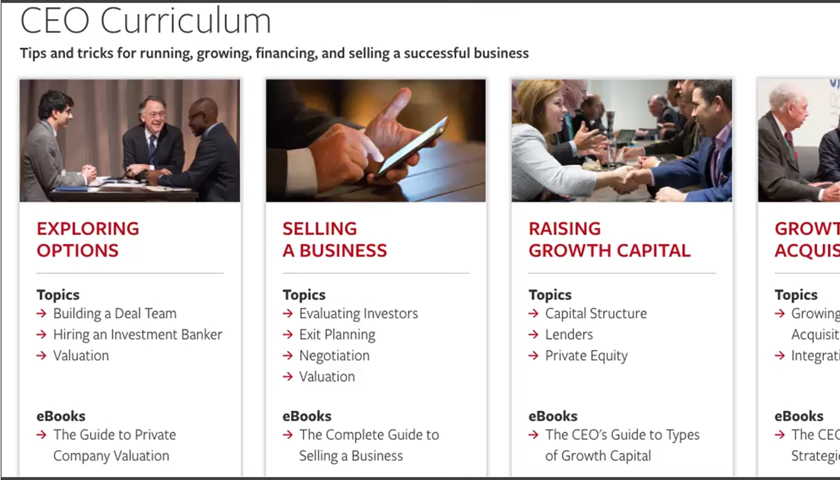 CEO Curriculum
Tips and tricks for running, growing, financing, and selling a successful business
EXPLORING
OPTIONS
Topics
→ Building a Deal Team
→ Hiring an Investment Banker
→ Valuation
eBooks
→ The Guide to Private
Company Valuation
SELLING
A BUSINESS
Topics
→ Evaluating Investors
→ Exit Planning
→ Negotiation
→ Valuation
eBooks
→ The Complete Guide to
Selling a Business
RAISING
GROWTH CAPITAL
Topics
→ Capital Structure
→ Lenders
→ Private Equity
eBooks
→ The CEO's Guide to Types
of Growth Capital
Topics
→ Growing
eBooks
→ The